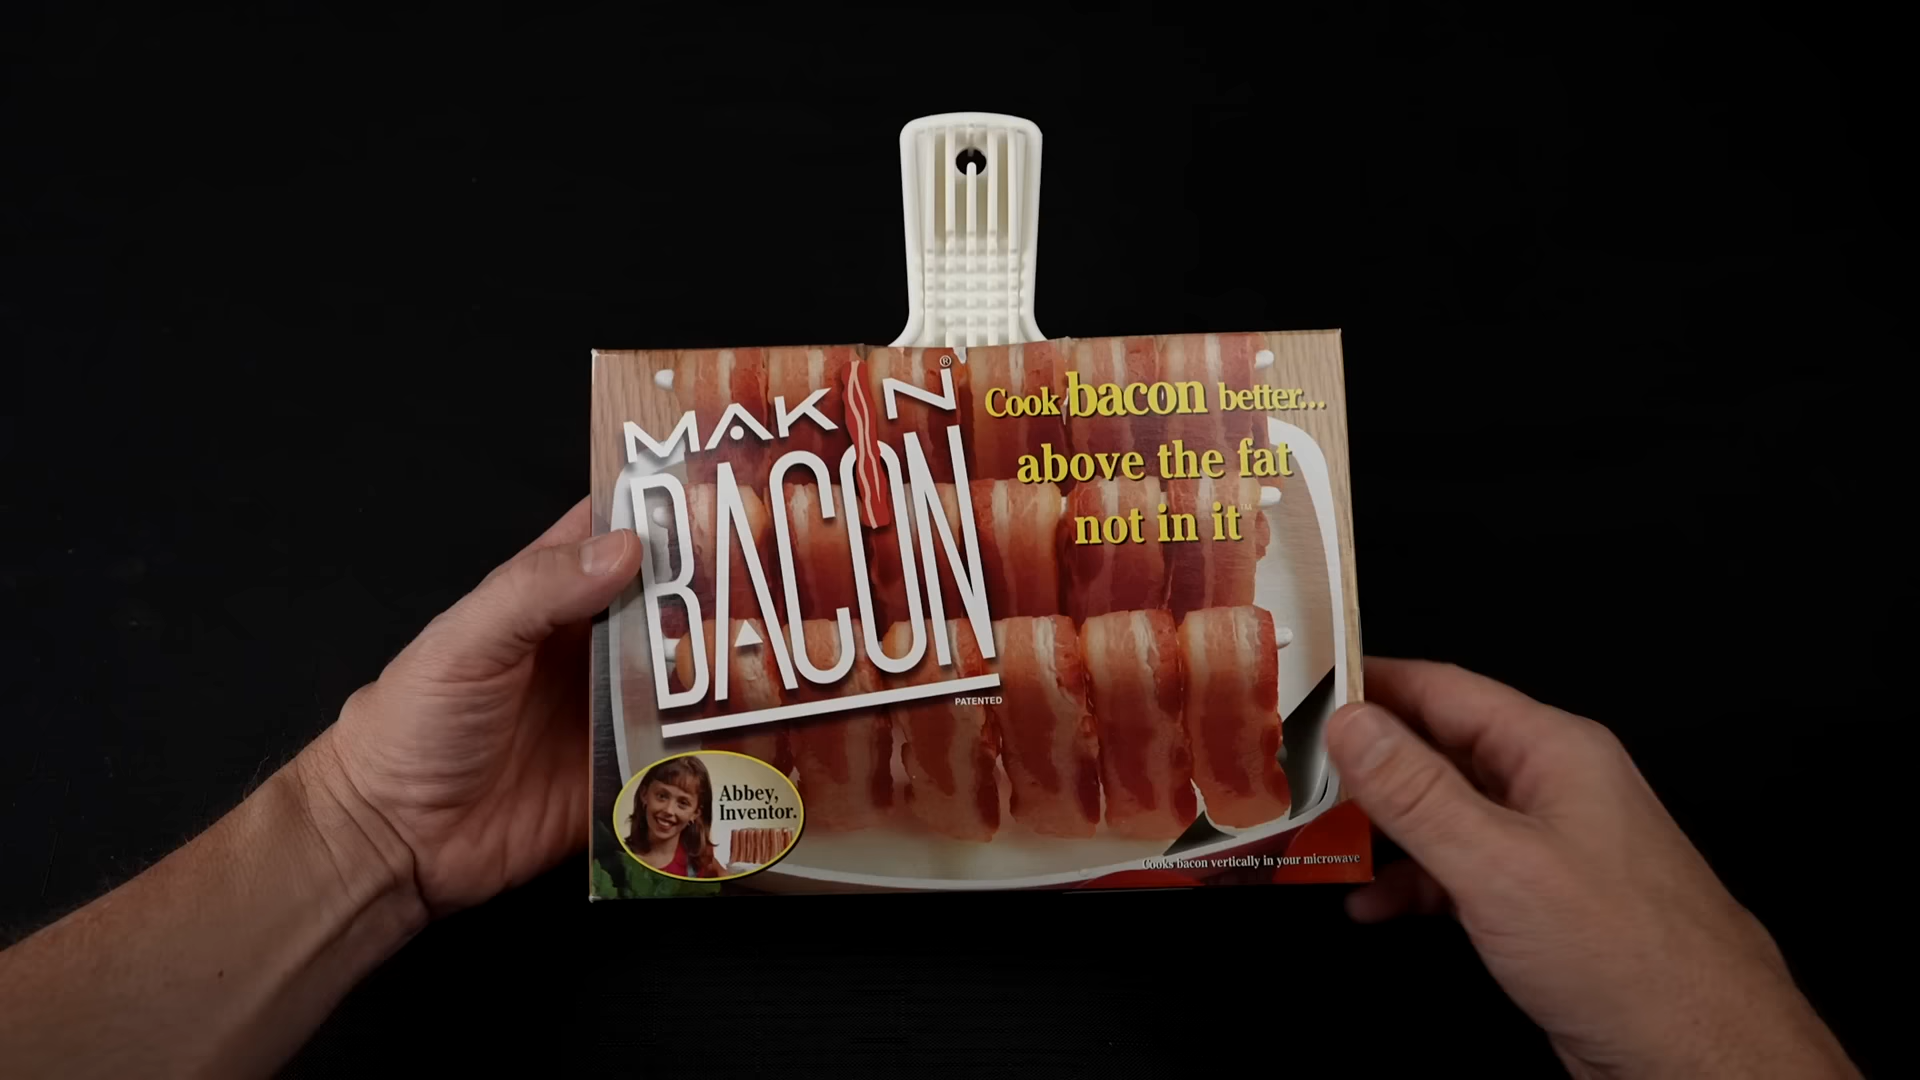 MAKIN®
BACON
PATENTED
Cook bacon better...
above the fat
not in it™
Abbey,
Inventor.
Cooks bacon vertically in your microwave